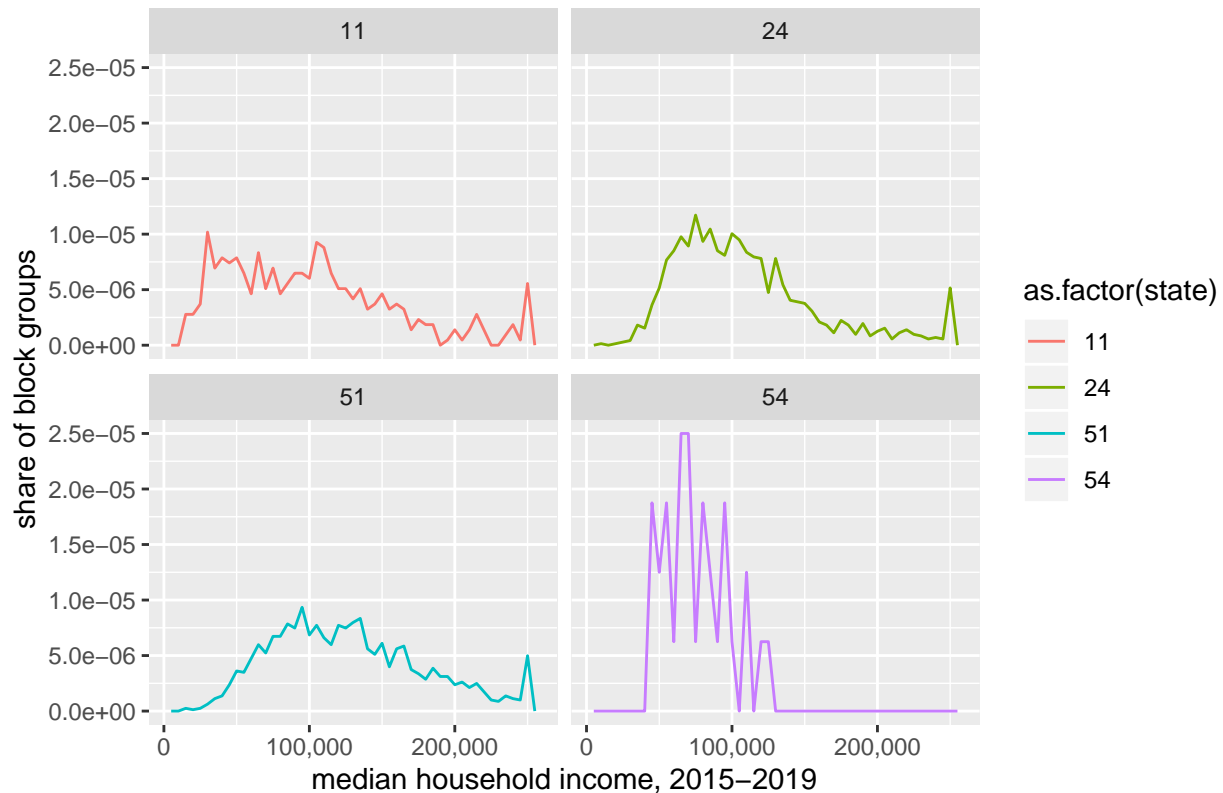 11
24
2.5e−05
2.0e−05
1.5e−05
1.0e−05
5.0e−06
0.0e+00
51
54
2.5e−05
2.0e−05
1.5e−05
1.0e−05
5.0e−06
0.0e+00
0
100,000
200,000
0
100,000
200,000
median household income, 2015−2019
share of block groups
as.factor(state)
11
24
51
54